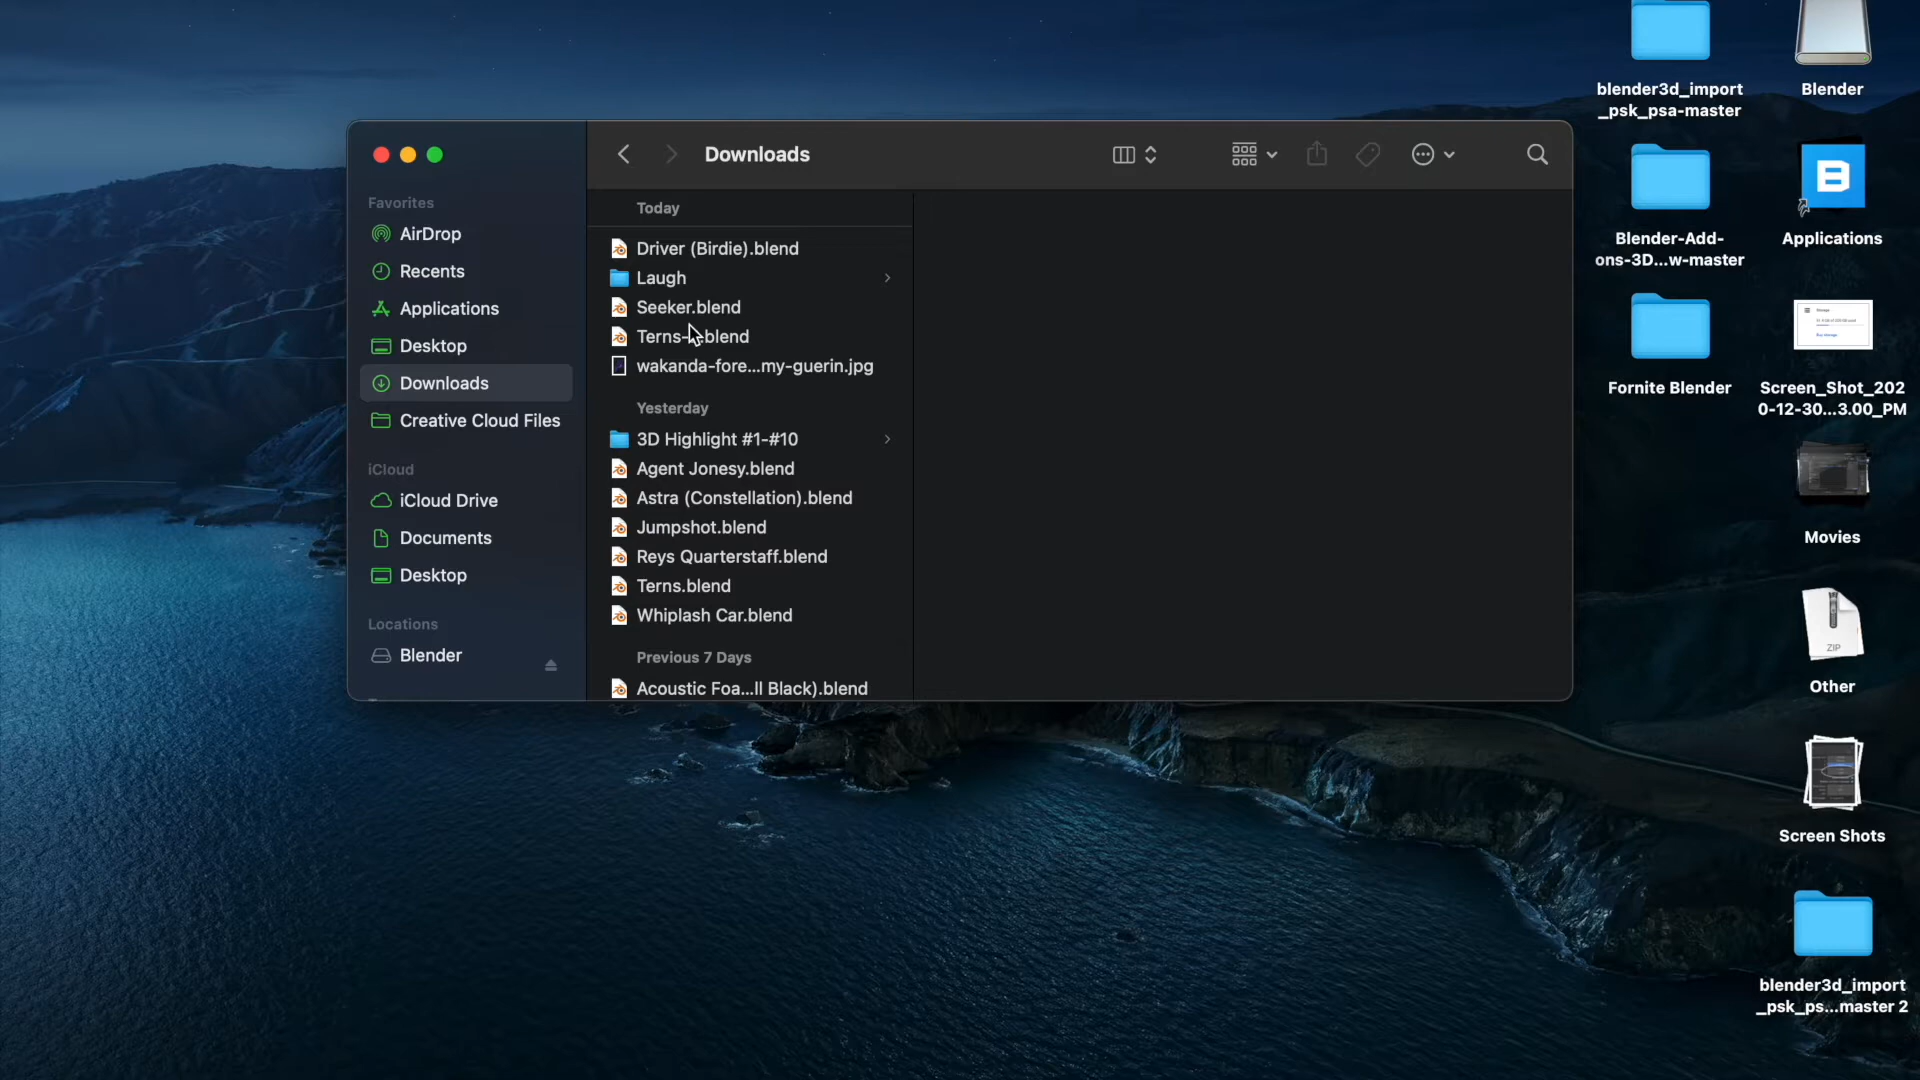 Downloads
Favorites
AirDrop
Recents
Applications
Desktop
Downloads
Creative Cloud Files
iCloud
iCloud Drive
Documents
Desktop
Locations
Blender
Today
Driver (Birdie).blend
Laugh
Seeker.blend
wakanda-fore...my-guerin.jpg
Yesterday
3D Highlight #1-#10
Agent Jonesy.blend
Astra (Constellation).blend
Jumpshot.blend
Reys Quarterstaff.blend
Terns.blend
Whiplash Car.blend
Previous 7 Days
Acoustic Foa...ll Black).blend
blender3d_import
_psk_psa-master
Blender
Blender-Add-
ons-3D...w-master
Applications
Fornite Blender
Screen_Shot_202
0-12-30...3.00_PM
Movies
ZIP
Other
Screen Shots
blender3d_import
_psk_ps...master 2